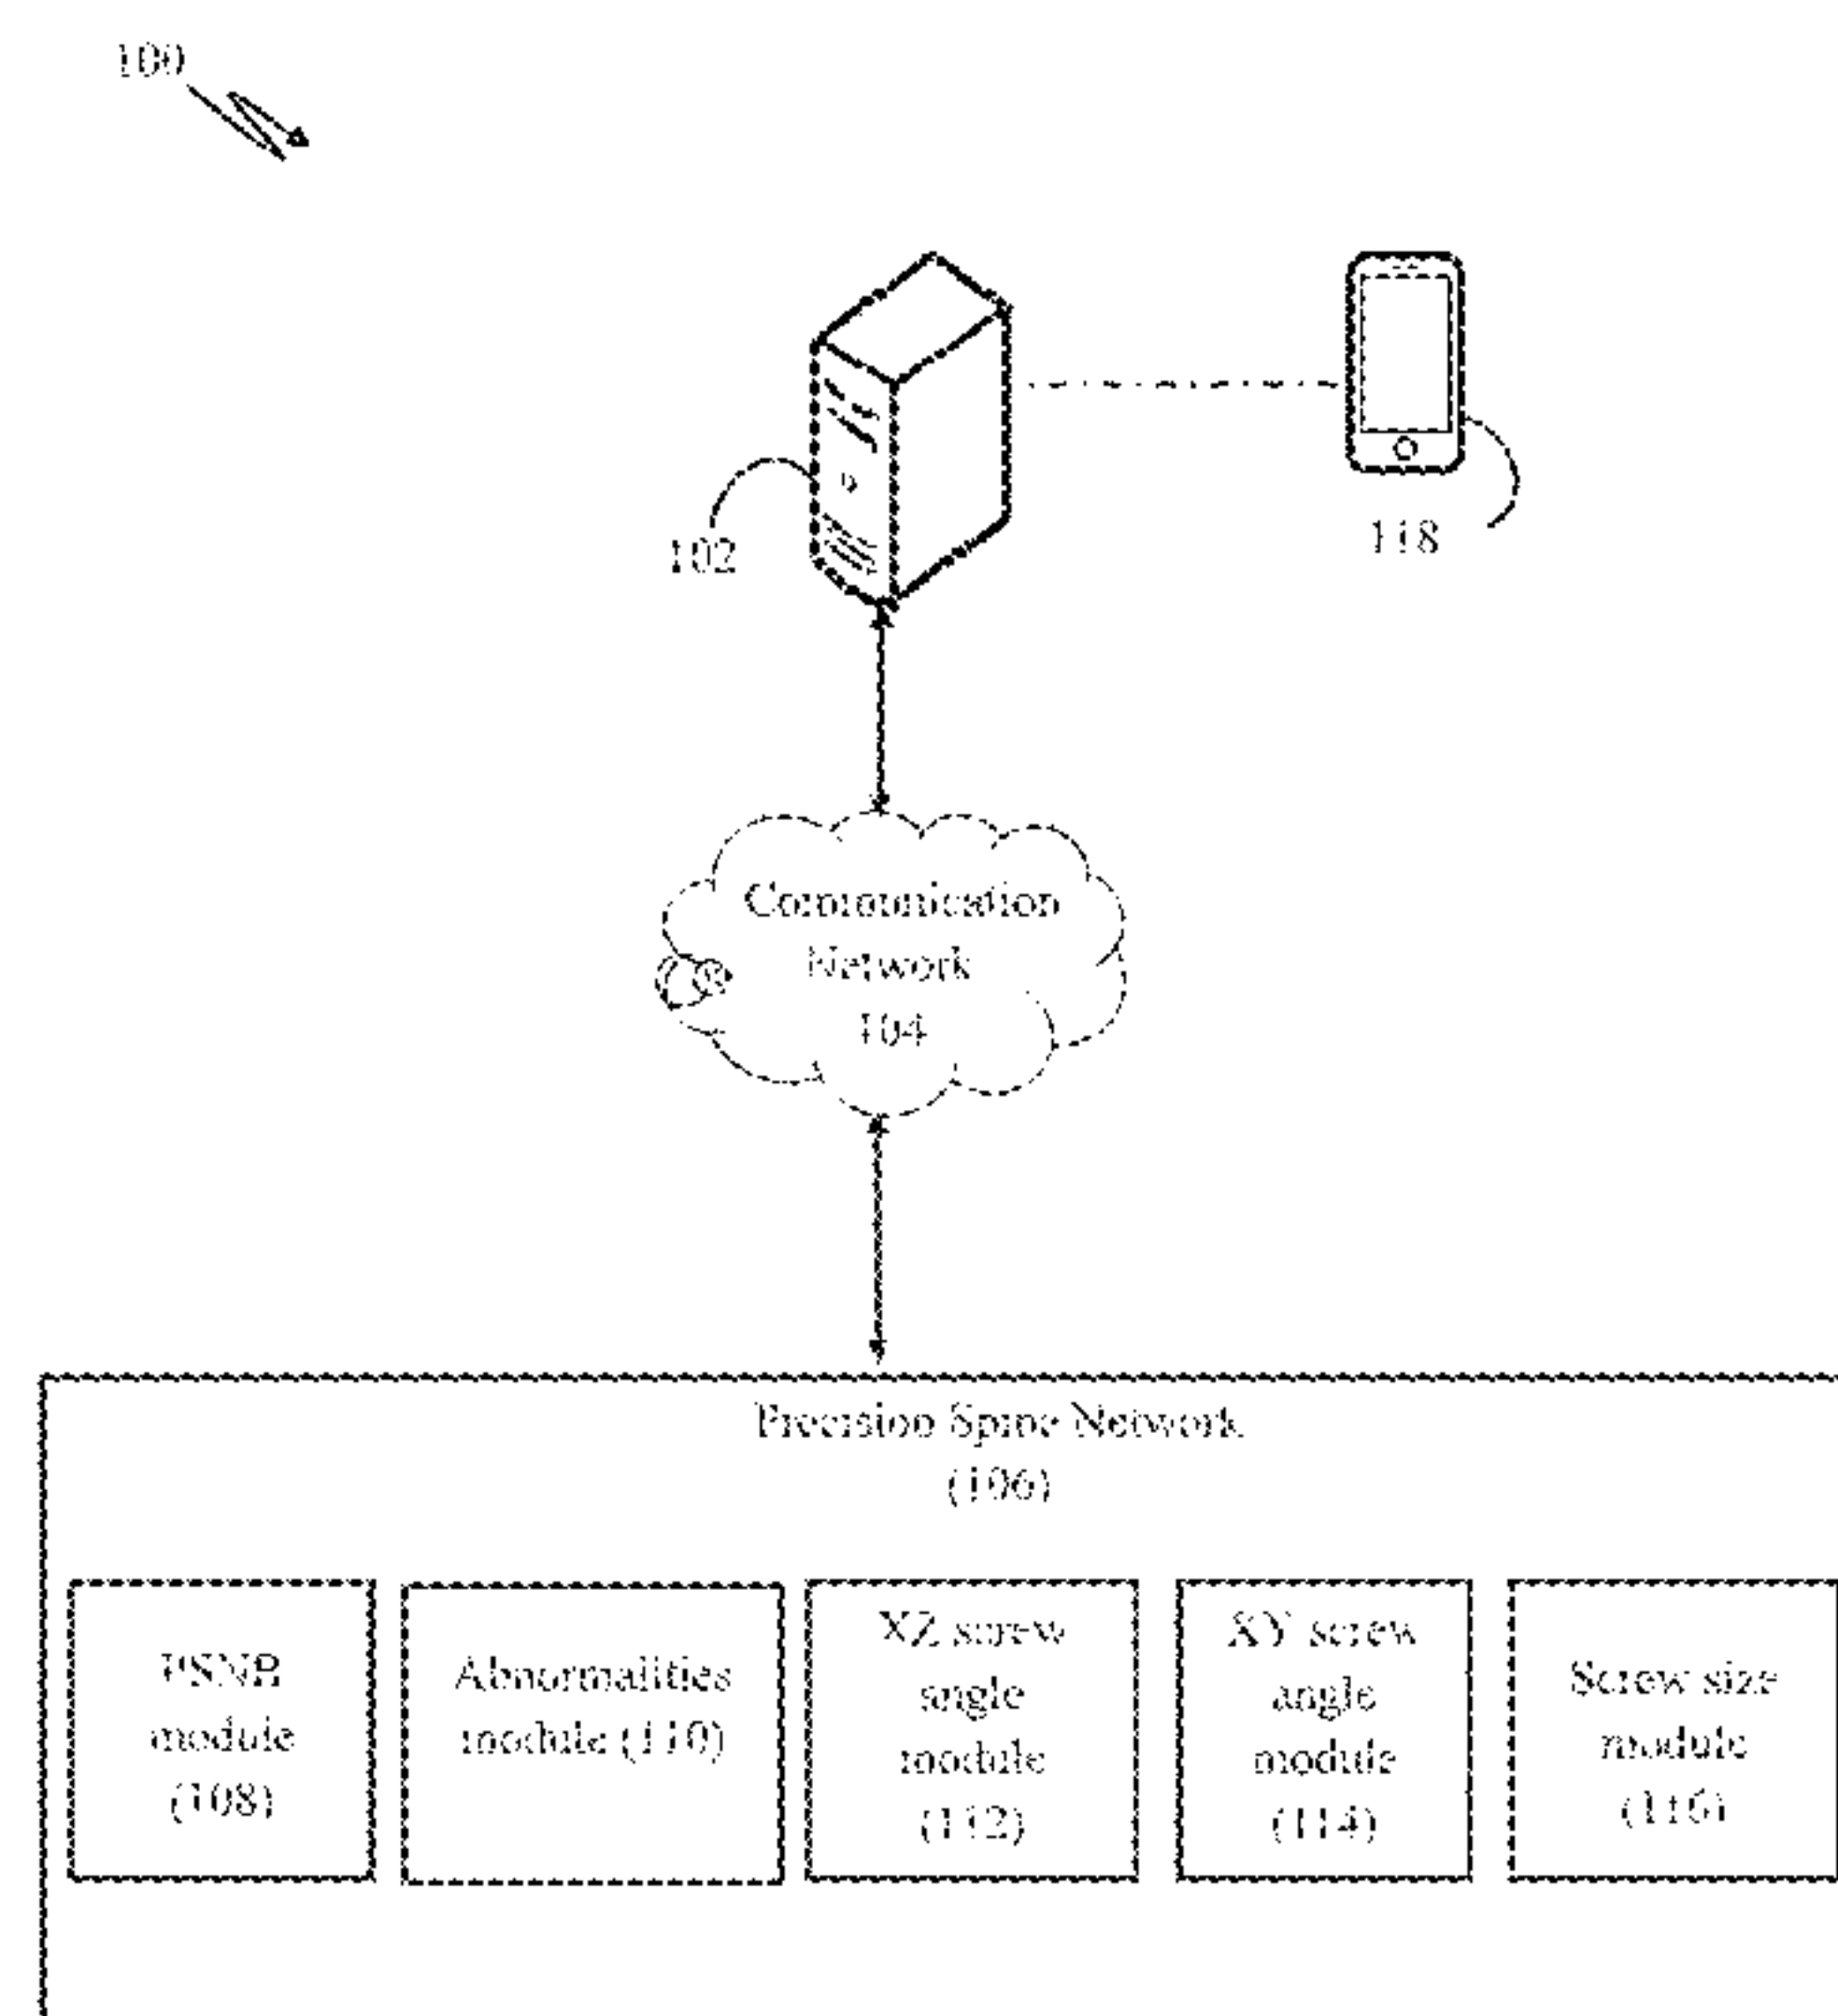 100
102
118
Communication
Network
104
Precision Spine Network
(106)
module
(108)
Abnormalities
module (110)
XZ screw
angle
module
(112)
XY screw
angle
module
(114)
Screw size
module
(116)